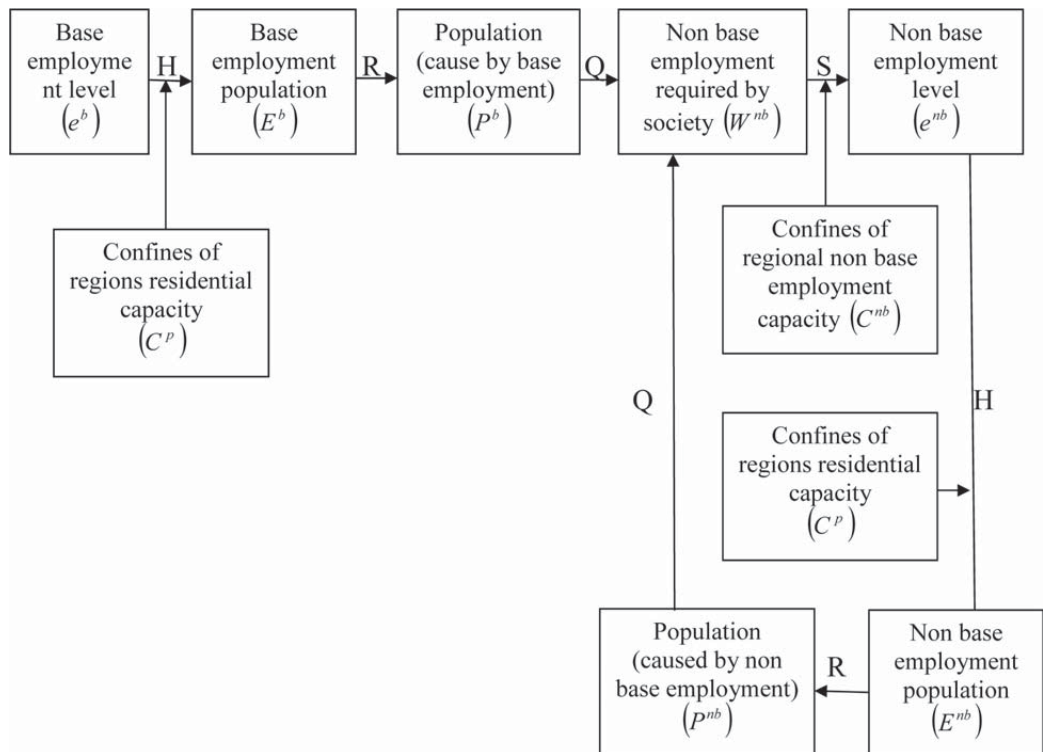 Base
employme
nt level
(e^b)
H
Base
employment
population
(E^b)
R
Population
(cause by base
employment)
(P^b)
Q
Non base
employment
required by
society (W^nb)
S
Non base
employment
level
(e^nb)
Confines of
regions residential
capacity
(C^p)
Confines of
regional non base
employment
capacity (C^nb)
Q
H
Confines of
regions residential
capacity
(C^p)
Population
(caused by non
base employment)
(P^nb)
R
Non base
employment
population
(E^nb)